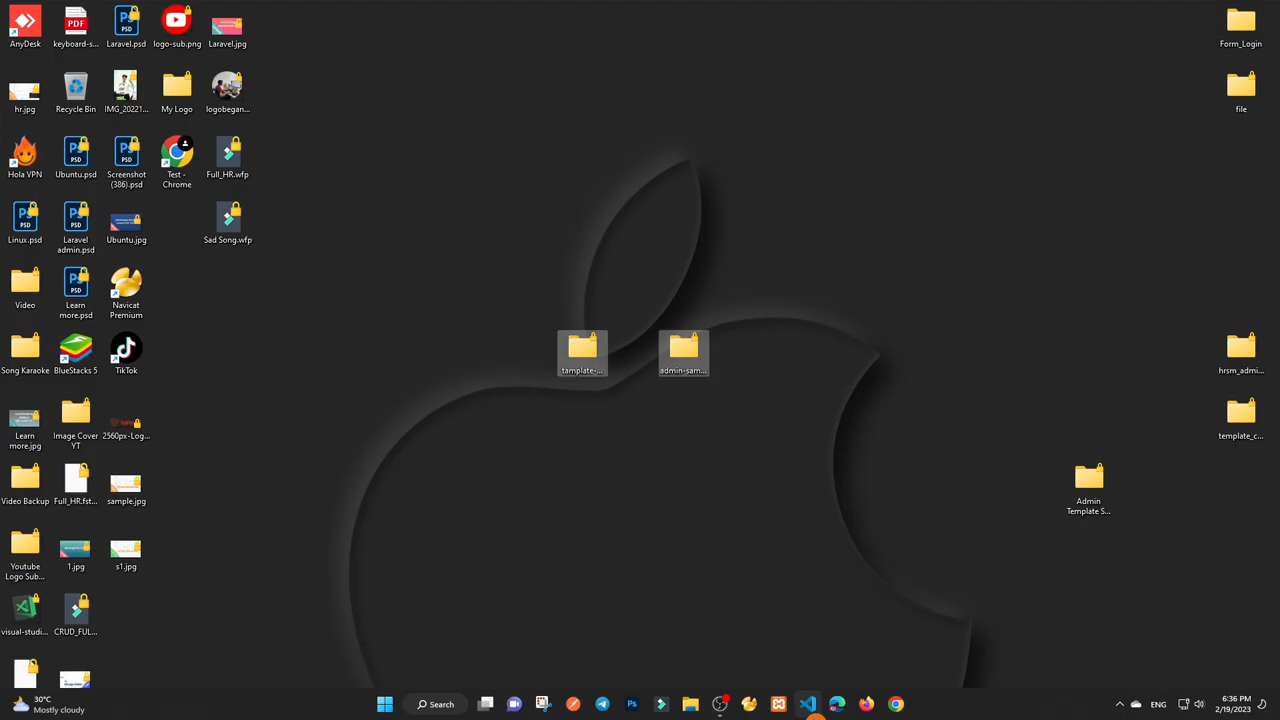 AnyDesk
keyboard-s...
Laravel.psd
logo-sub.png
Laravel.jpg
Form_Login
hr.jpg
Recycle Bin
IMG_20221...
My Logo
logobegan...
file
Hola VPN
Ubuntu.psd
Screenshot
(386).psd
Test -
Chrome
Full_HR.wfp
Linux.psd
Laravel
admin.psd
Ubuntu.jpg
Sad Song.wfp
Video
Learn
more.psd
Navicat
Premium
Song Karaoke
BlueStacks 5
TikTok
tamplate-...
admin-sam...
hrsm_admi...
Learn
more.jpg
Image Cover
YT
2560px-Log...
template_c...
Video Backup
Full_HR.fst...
sample.jpg
Admin
Template S...
Youtube
Logo Sub...
1.jpg
s1.jpg
visual-studi...
CRUD_FUL...
30°C
Mostly cloudy
Search
ENG
6:36 PM
2/19/2023